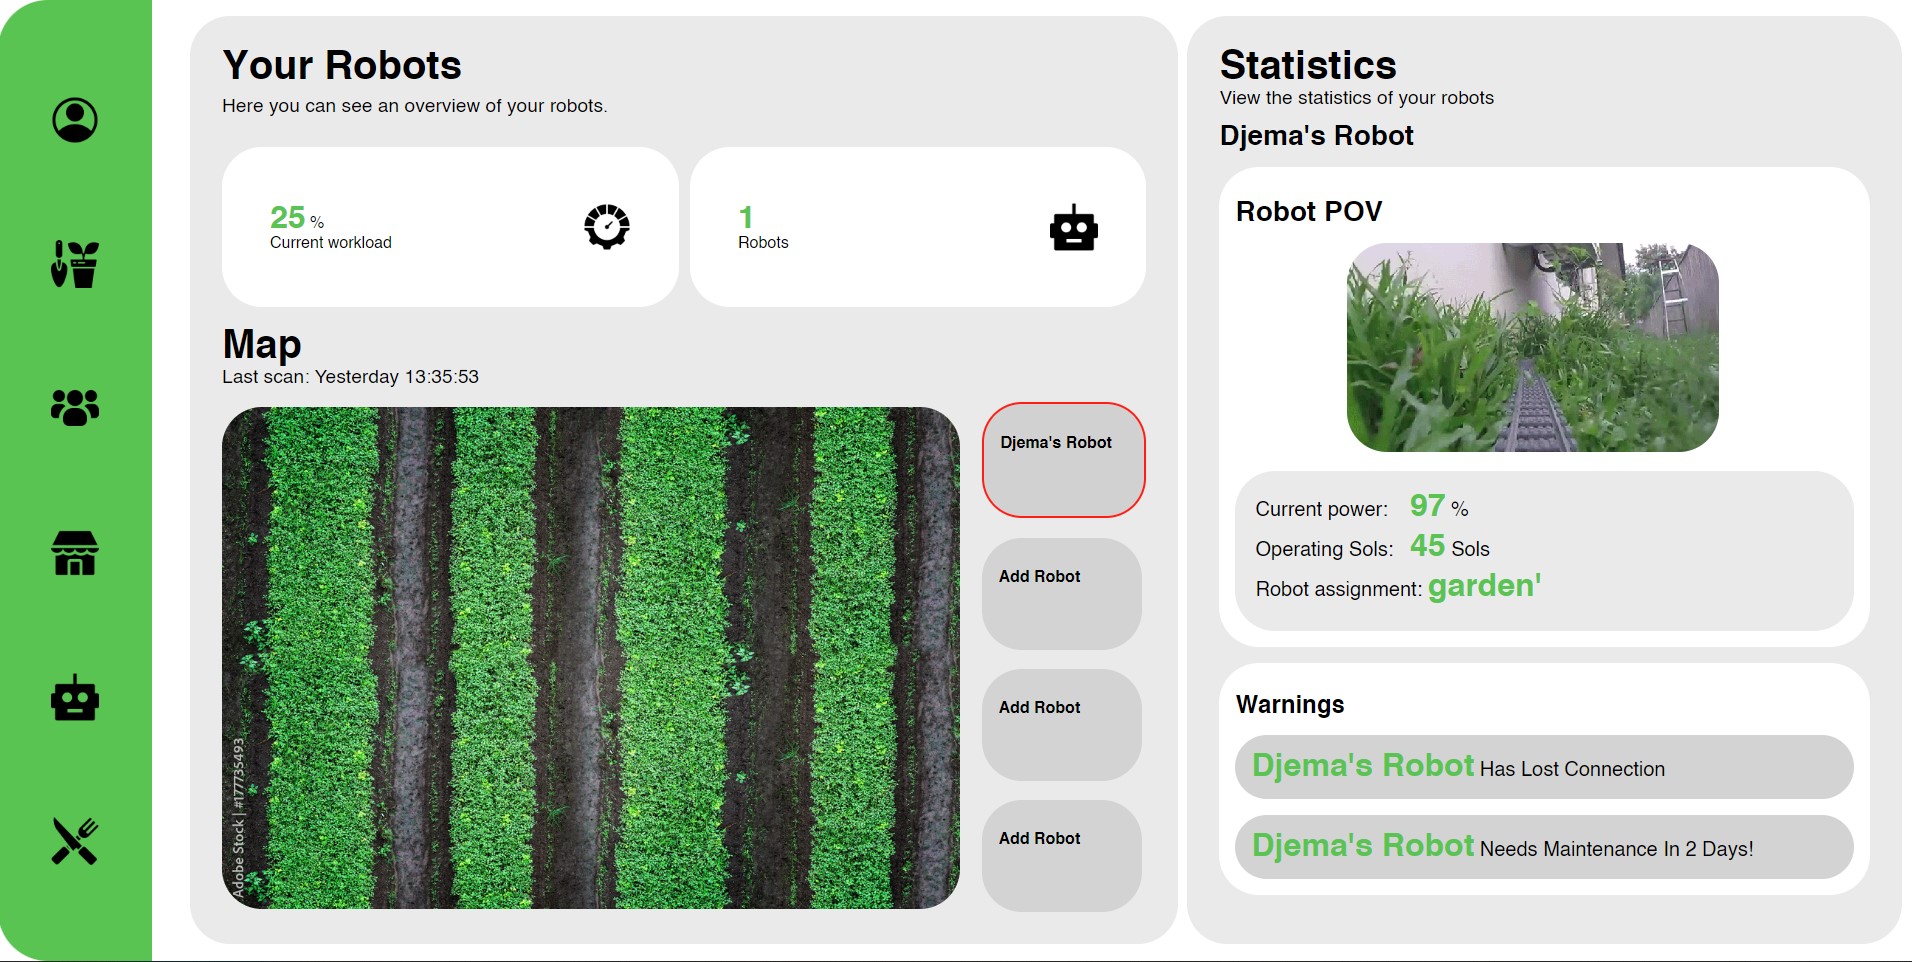 Your Robots
Here you can see an overview of your robots.
25 %
Current workload
1
Robots
Map
Last scan: Yesterday 13:35:53
Adobe Stock | #177735493
Djema's Robot
Add Robot
Add Robot
Add Robot
Statistics
View the statistics of your robots
Djema's Robot
Robot POV
Current power: 97 %
Operating Sols: 45 Sols
Robot assignment: garden'
Warnings
Djema's Robot Has Lost Connection
Djema's Robot Needs Maintenance In 2 Days!